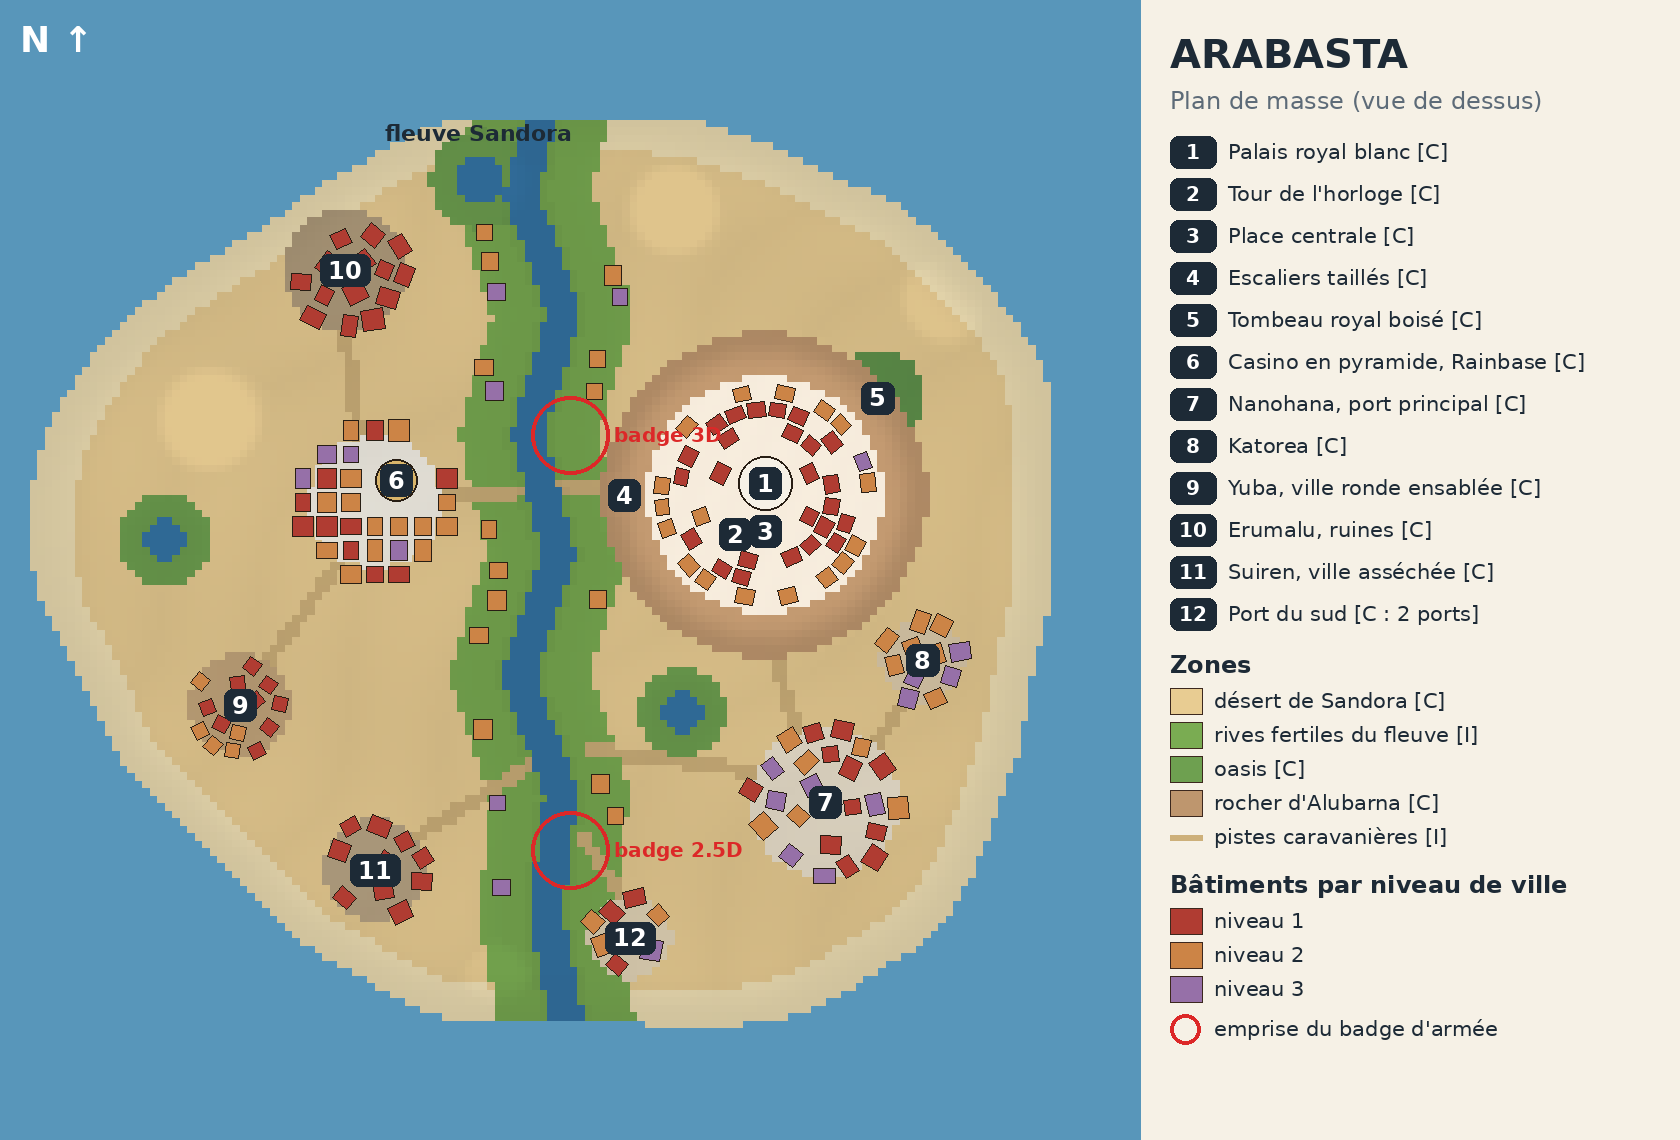 N ↑
fleuve Sandora
10
5
badge 3D
6
4
1
2
3
8
9
7
badge 2.5D
11
12
ARABASTA
Plan de masse (vue de dessus)
1 Palais royal blanc [C]
2 Tour de l'horloge [C]
3 Place centrale [C]
4 Escaliers taillés [C]
5 Tombeau royal boisé [C]
6 Casino en pyramide, Rainbase [C]
7 Nanohana, port principal [C]
8 Katorea [C]
9 Yuba, ville ronde ensablée [C]
10 Erumalu, ruines [C]
11 Suiren, ville asséchée [C]
12 Port du sud [C : 2 ports]
Zones
désert de Sandora [C]
rives fertiles du fleuve [I]
oasis [C]
rocher d'Alubarna [C]
pistes caravanières [I]
Bâtiments par niveau de ville
niveau 1
niveau 2
niveau 3
emprise du badge d'armée